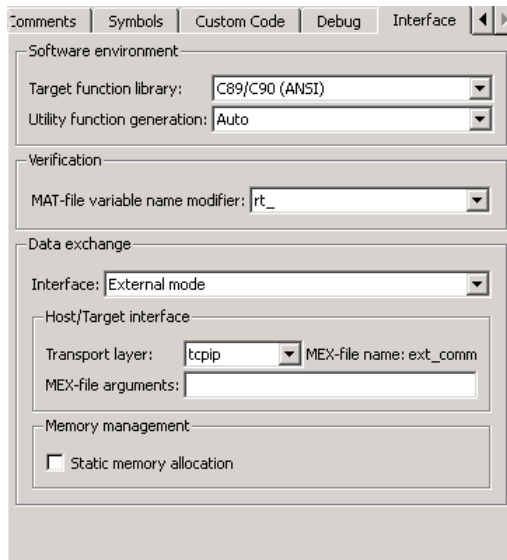 Comments Symbols Custom Code Debug Interface
Software environment
Target function library: C89/C90 (ANSI)
Utility function generation: Auto
Verification
MAT-file variable name modifier: rt_
Data exchange
Interface: External mode
Host/Target interface
Transport layer: tcpip MEX-file name: ext_comm
MEX-file arguments:
Memory management
Static memory allocation